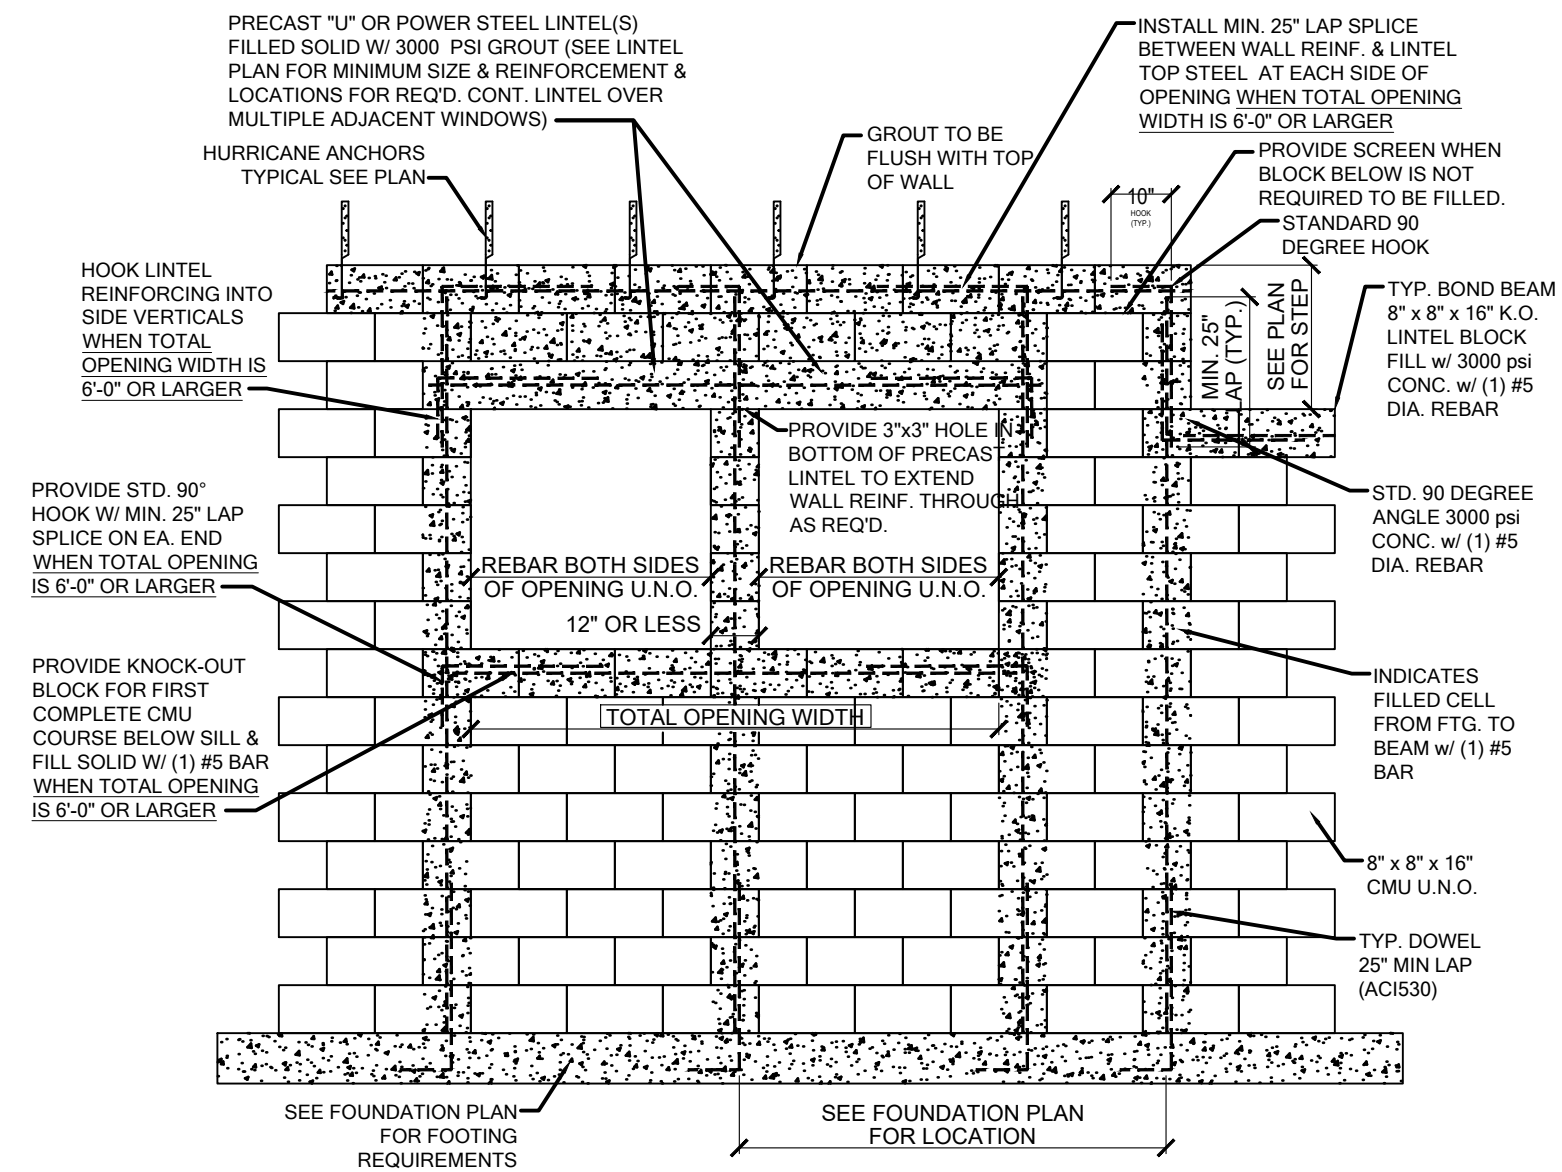 PRECAST "U" OR POWER STEEL LINTEL(S)
FILLED SOLID W/ 3000 PSI GROUT (SEE LINTEL
PLAN FOR MINIMUM SIZE & REINFORCEMENT &
LOCATIONS FOR REQ'D. CONT. LINTEL OVER
MULTIPLE ADJACENT WINDOWS)
HURRICANE ANCHORS
TYPICAL SEE PLAN
GROUT TO BE
FLUSH WITH TOP
OF WALL
INSTALL MIN. 25" LAP SPLICE
BETWEEN WALL REINF. & LINTEL
TOP STEEL AT EACH SIDE OF
OPENING WHEN TOTAL OPENING
WIDTH IS 6'-0" OR LARGER
PROVIDE SCREEN WHEN
BLOCK BELOW IS NOT
REQUIRED TO BE FILLED.
10"
HOOK
(TYP.)
STANDARD 90
DEGREE HOOK
HOOK LINTEL
REINFORCING INTO
SIDE VERTICALS
WHEN TOTAL
OPENING WIDTH IS
6'-0" OR LARGER
MIN. 25"
LAP (TYP.)
SEE PLAN
FOR STEP
TYP. BOND BEAM
8" x 8" x 16" K.O.
LINTEL BLOCK
FILL w/ 3000 psi
CONC. w/ (1) #5
DIA. REBAR
PROVIDE 3"x3" HOLE IN
BOTTOM OF PRECAST
LINTEL TO EXTEND
WALL REINF. THROUGH
AS REQ'D.
PROVIDE STD. 90°
HOOK W/ MIN. 25" LAP
SPLICE ON EA. END
WHEN TOTAL OPENING
IS 6'-0" OR LARGER
STD. 90 DEGREE
ANGLE 3000 psi
CONC. w/ (1) #5
DIA. REBAR
REBAR BOTH SIDES
OF OPENING U.N.O.
REBAR BOTH SIDES
OF OPENING U.N.O.
12" OR LESS
PROVIDE KNOCK-OUT
BLOCK FOR FIRST
COMPLETE CMU
COURSE BELOW SILL &
FILL SOLID W/ (1) #5 BAR
WHEN TOTAL OPENING
IS 6'-0" OR LARGER
TOTAL OPENING WIDTH
INDICATES
FILLED CELL
FROM FTG. TO
BEAM w/ (1) #5
BAR
8" x 8" x 16"
CMU U.N.O.
TYP. DOWEL
25" MIN LAP
(ACI530)
SEE FOUNDATION PLAN
FOR FOOTING
REQUIREMENTS
SEE FOUNDATION PLAN
FOR LOCATION